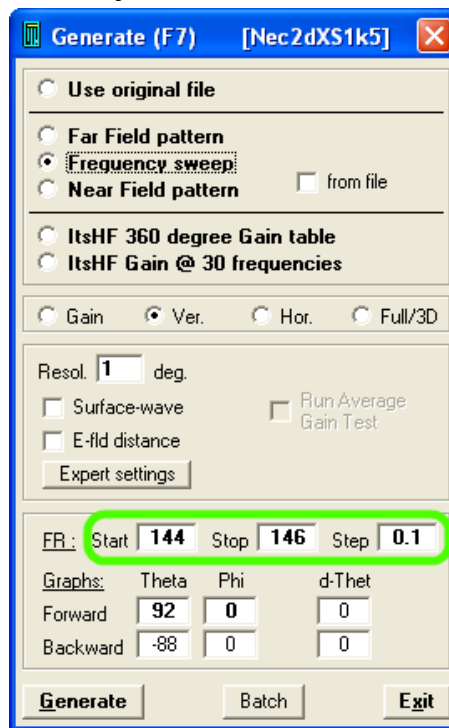 Generate (F7) [Nec2dXS1k5]
Use original file
Far Field pattern
Frequency sweep
Near Field pattern
from file
ItsHF 360 degree Gain table
ItsHF Gain @ 30 frequencies
Gain Ver. Hor. Full/3D
Resol. 1 deg.
Surface-wave
Run Average
Gain Test
E-fld distance
Expert settings
FR : Start 144 Stop 146 Step 0.1
Graphs: Theta Phi d-Thet
Forward 92 0 0
Backward -88 0 0
Generate Batch Exit